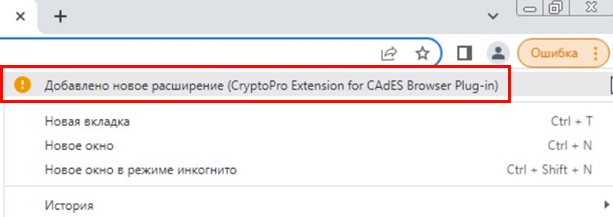 Ошибка
Добавлено новое расширение (CryptoPro Extension for CAdES Browser Plug-in)
Новая вкладка Ctrl + T
Новое окно Ctrl + N
Новое окно в режиме инкогнито Ctrl + Shift + N
История